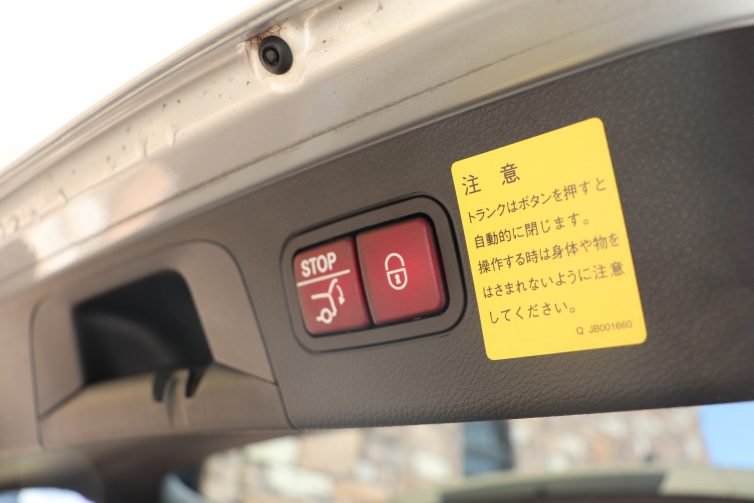 STOP
注 意
トランクはボタンを押すと
自動的に閉じます。
操作する時は身体や物を
はさまれないように注意
してください。
Q JB001660